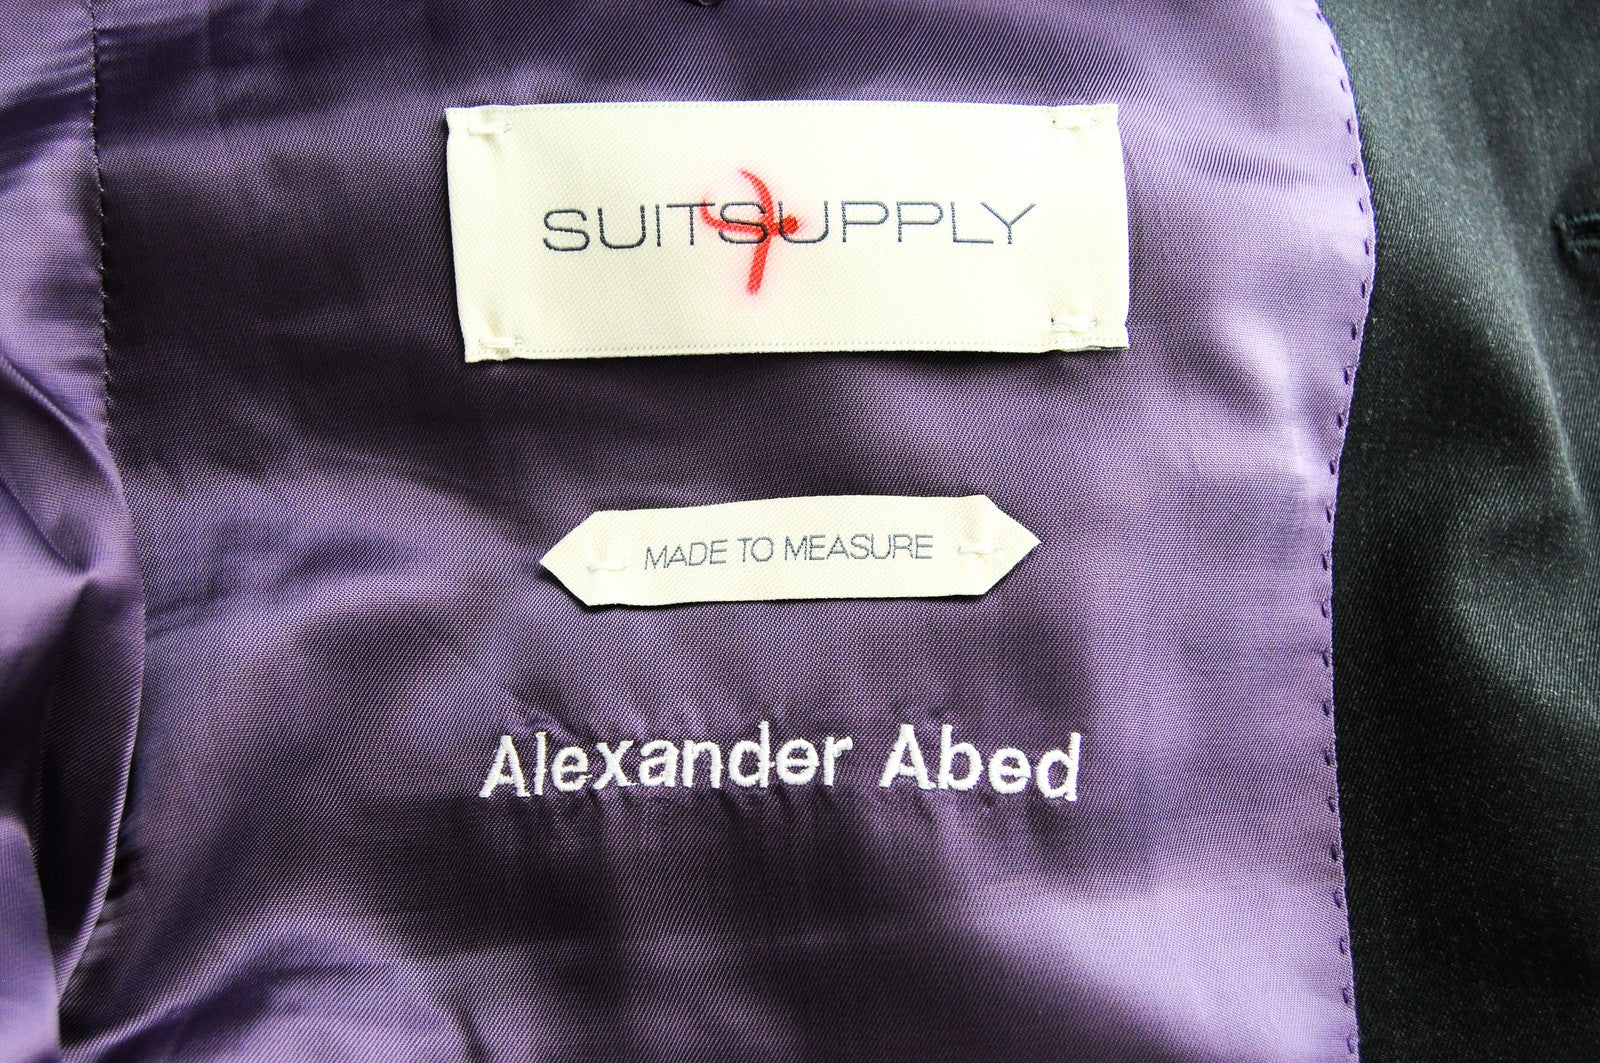 SUITSUPPLY
MADE TO MEASURE
Alexander Abed